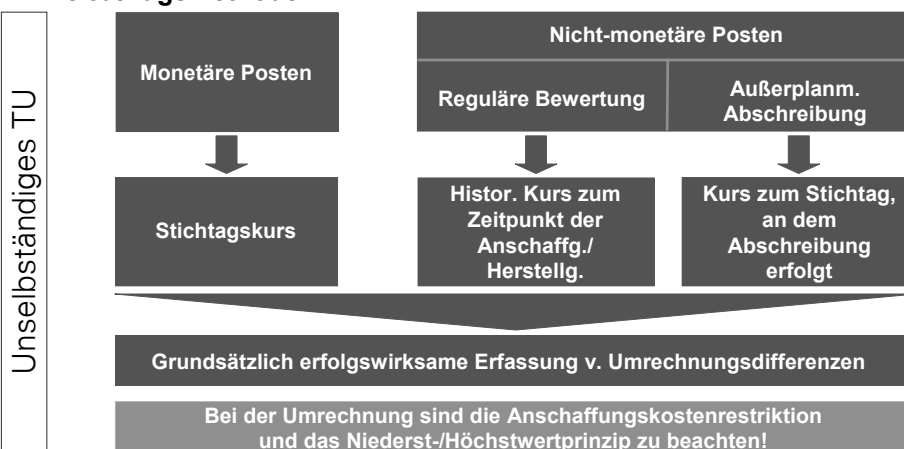 Unselbständiges TU
Monetäre Posten
Nicht-monetäre Posten
Reguläre Bewertung
Außerplanm.
Abschreibung
Stichtagskurs
Histor. Kurs zum
Zeitpunkt der
Anschaffg./
Herstellg.
Kurs zum Stichtag,
an dem
Abschreibung
erfolgt
Grundsätzlich erfolgswirksame Erfassung v. Umrechnungsdifferenzen
Bei der Umrechnung sind die Anschaffungskostenrestriktion
und das Niederst-/Höchstwertprinzip zu beachten!